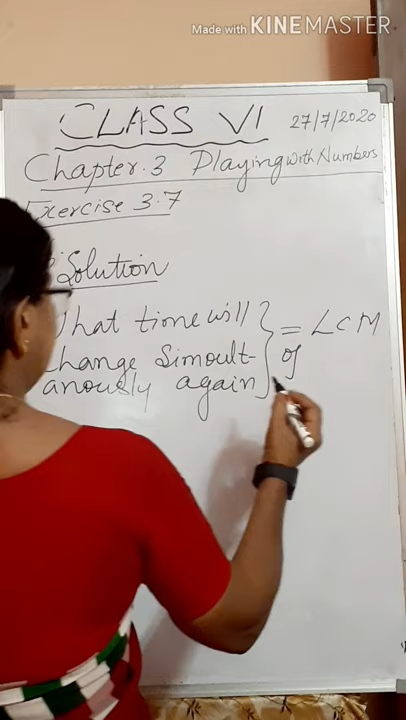 Made with KINEMASTER
CLASS VI 27/7/2020
Chapter.3 Playing with Numbers
Exercise 3.7
Solution
What time will } = LCM
change Simoult- of
anously again